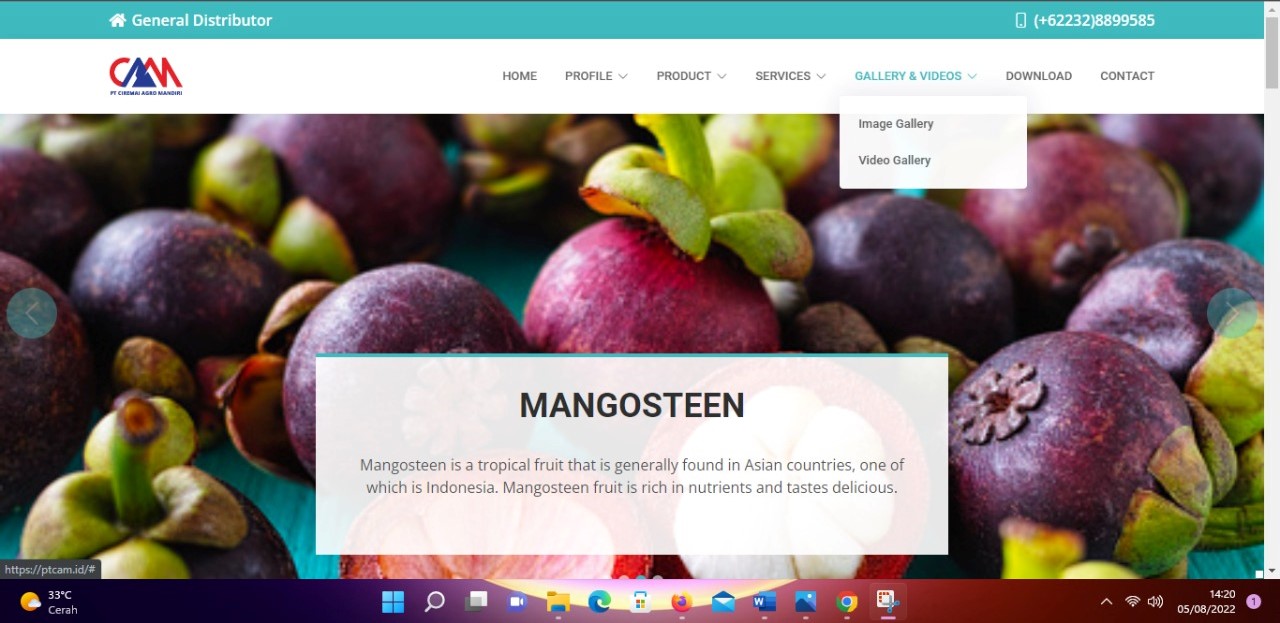 General Distributor
(+62232)8899585
CAM
PT CIREMAI AGRO MANDIRI
HOME PROFILE PRODUCT SERVICES GALLERY & VIDEOS DOWNLOAD CONTACT
Image Gallery
Video Gallery
MANGOSTEEN
Mangosteen is a tropical fruit that is generally found in Asian countries, one of
which is Indonesia. Mangosteen fruit is rich in nutrients and tastes delicious.
https://ptcam.id/#
33°C
Cerah
14:20
05/08/2022
1